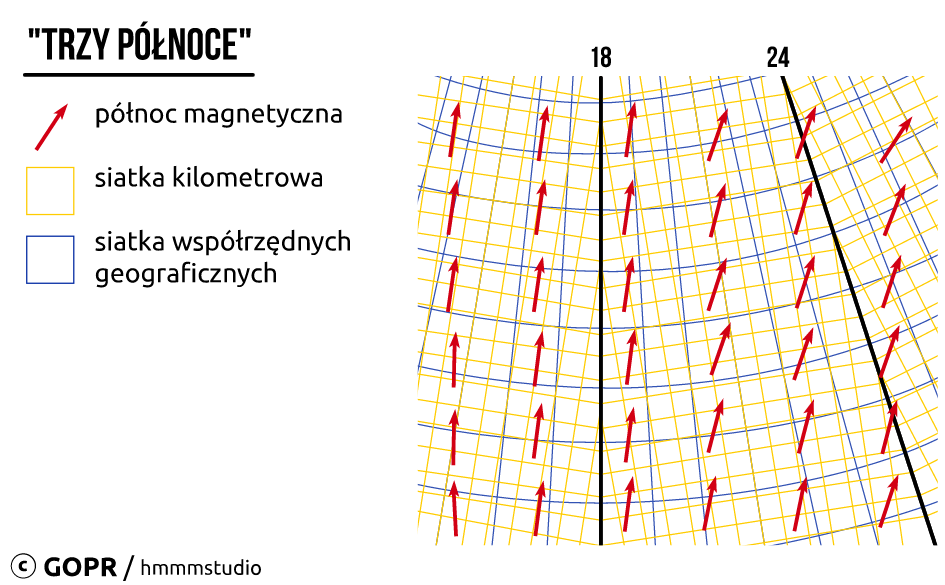 "TRZY PÓŁNOCE"
północ magnetyczna
siatka kilometrowa
siatka współrzędnych
geograficznych
18
24
© GOPR / hmmmstudio